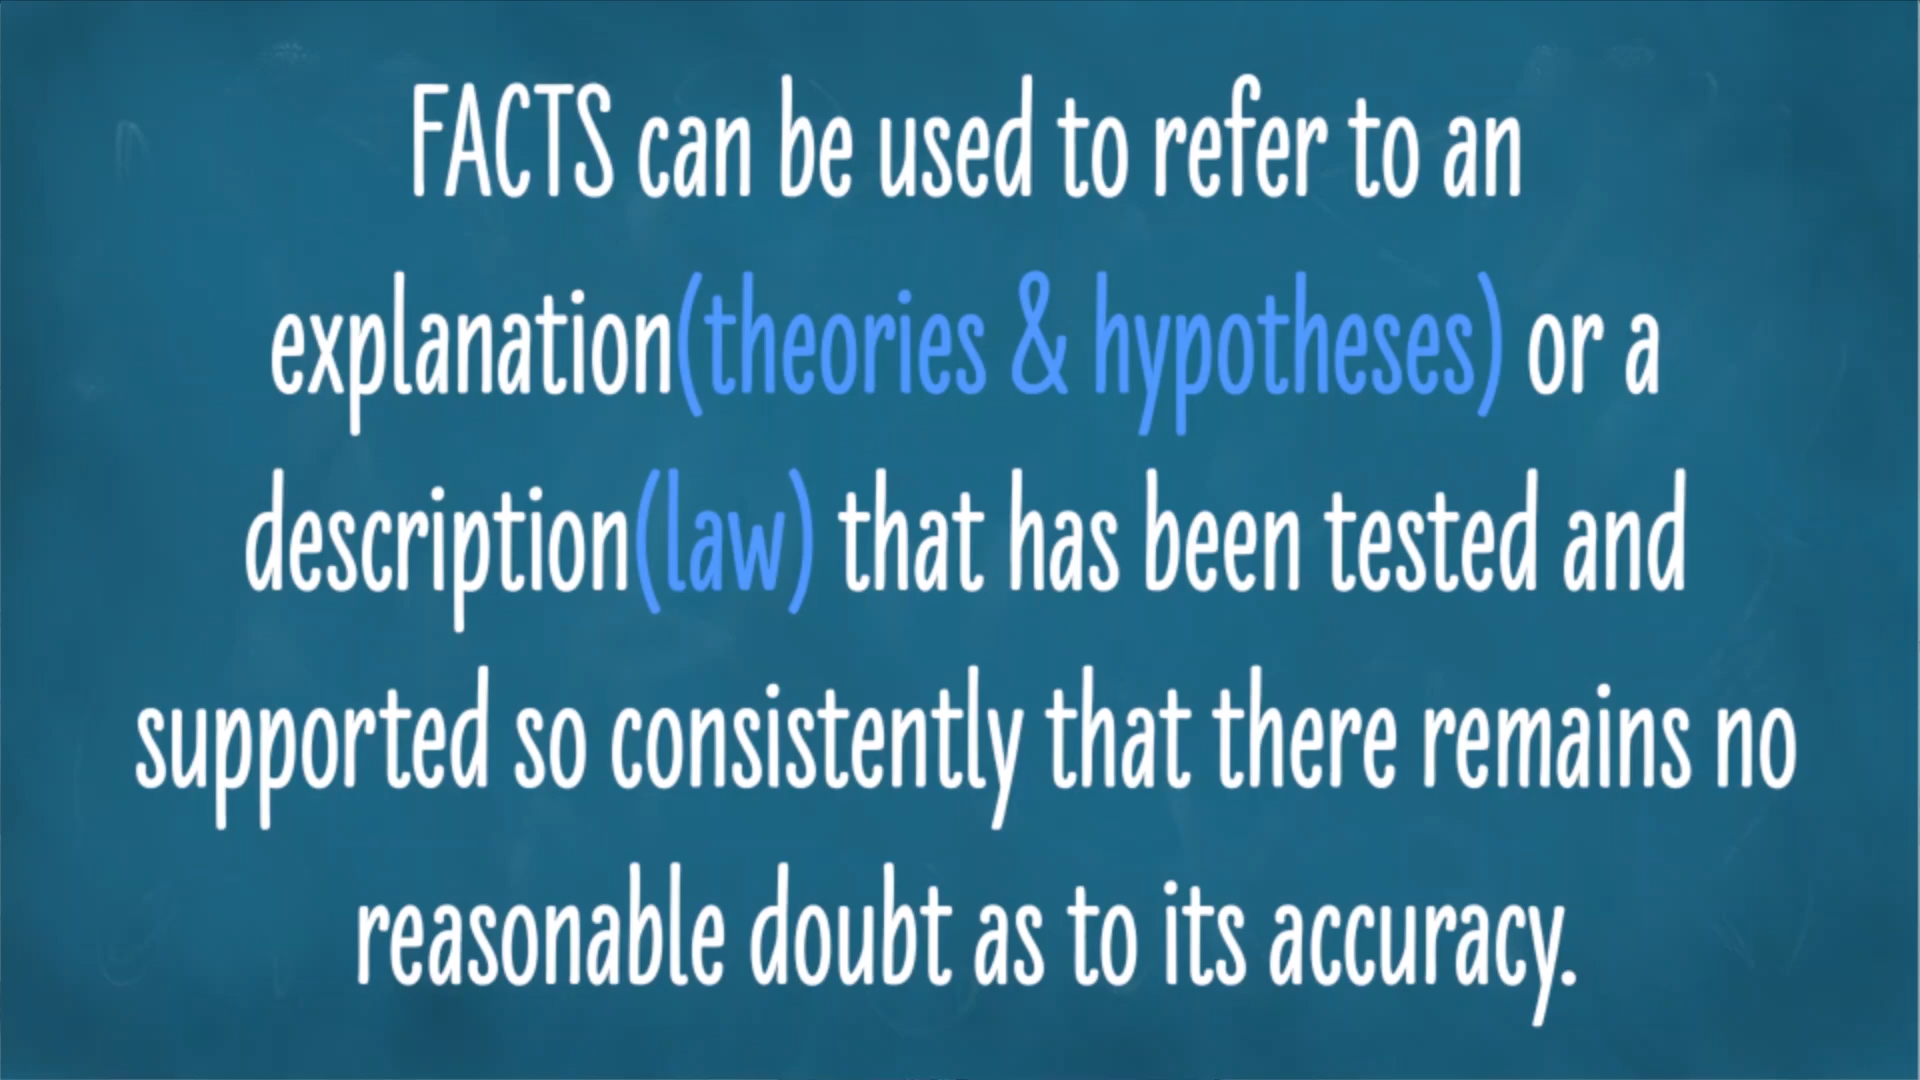 FACTS can be used to refer to an
explanation(theories & hypotheses) or a
description(law) that has been tested and
supported so consistently that there remains no
reasonable doubt as to its accuracy.